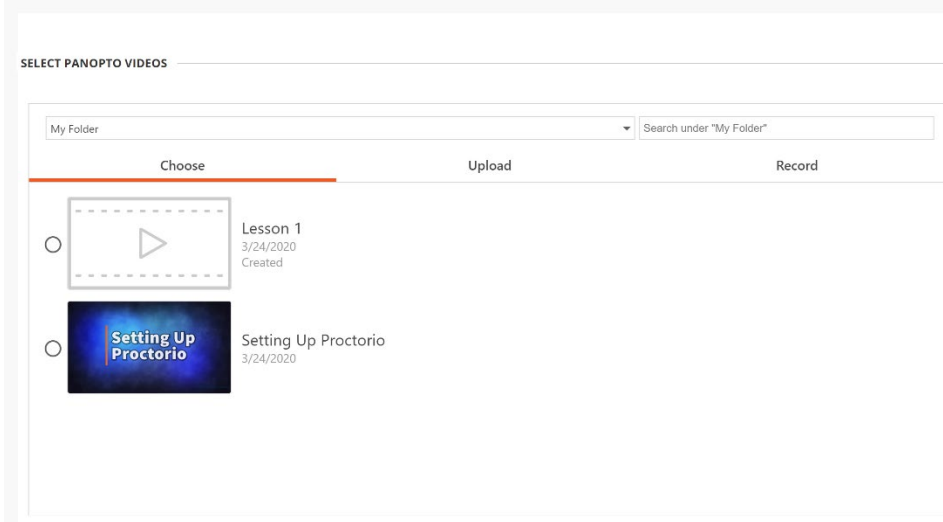 SELECT PANOPTO VIDEOS
My Folder
Search under "My Folder"
Choose
Upload
Record
Lesson 1
3/24/2020
Created
Setting Up
Proctorio
Setting Up Proctorio
3/24/2020